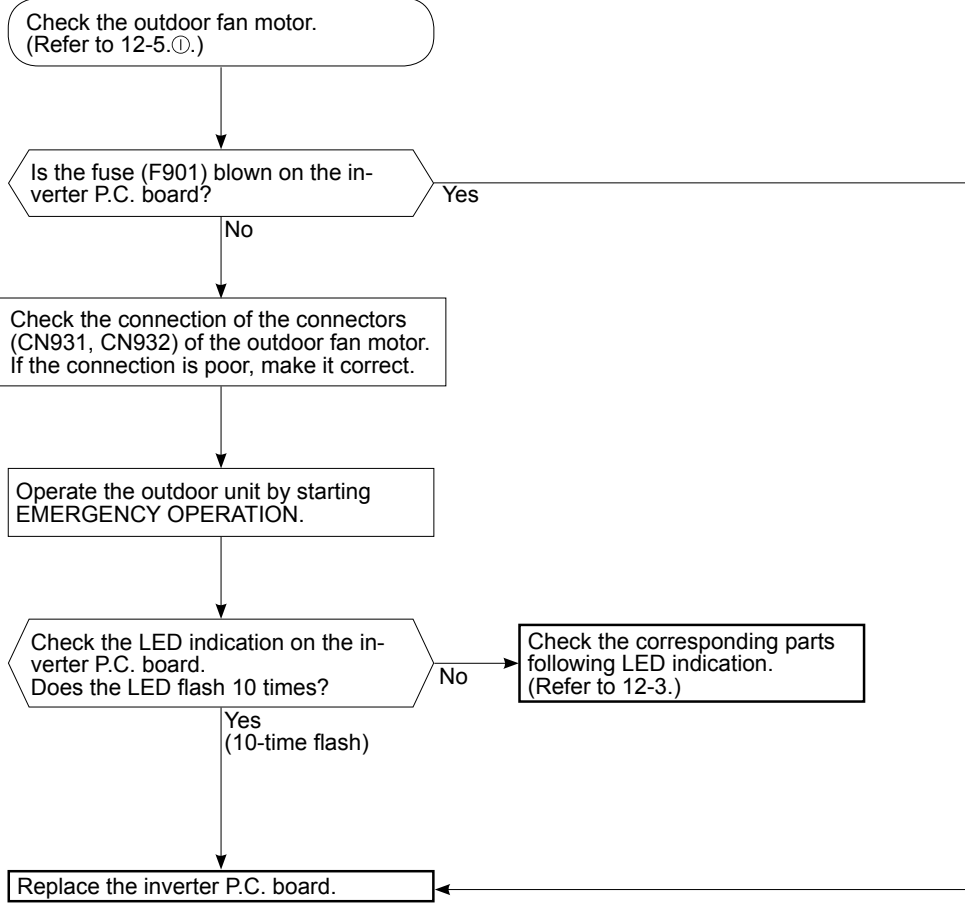 Check the outdoor fan motor.
(Refer to 12-5.Ⓘ.)
Is the fuse (F901) blown on the in-
verter P.C. board?
Yes
No
Check the connection of the connectors
(CN931, CN932) of the outdoor fan motor.
If the connection is poor, make it correct.
Operate the outdoor unit by starting
EMERGENCY OPERATION.
Check the LED indication on the in-
verter P.C. board.
Does the LED flash 10 times?
No
Check the corresponding parts
following LED indication.
(Refer to 12-3.)
Yes
(10-time flash)
Replace the inverter P.C. board.